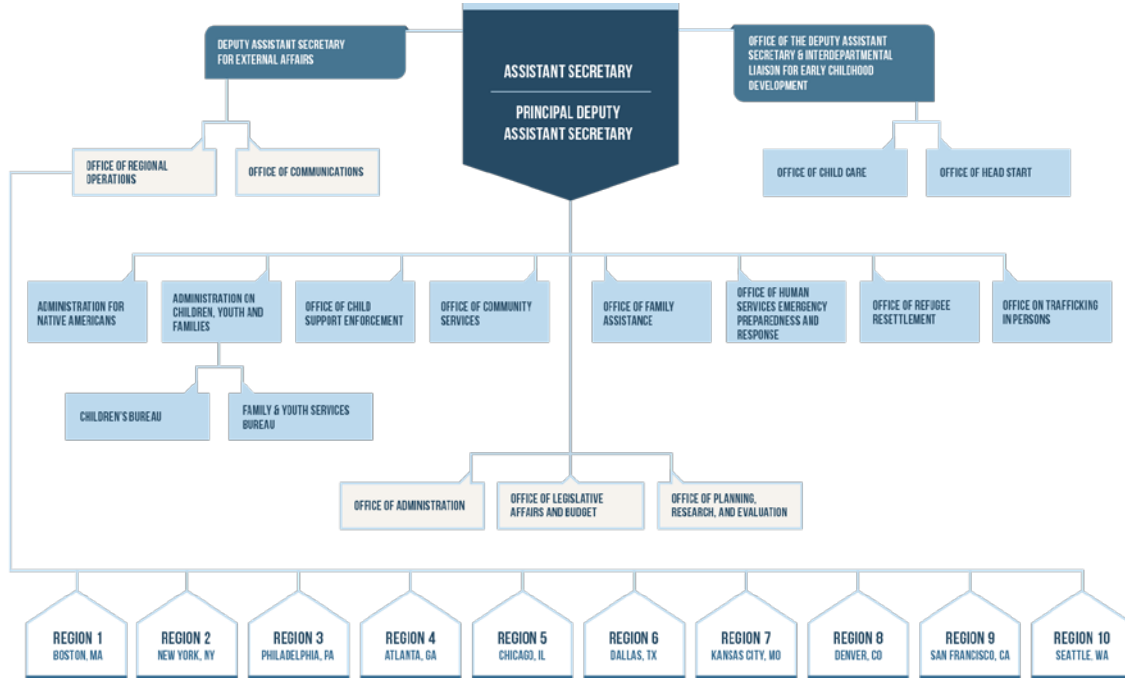 DEPUTY ASSISTANT SECRETARY
FOR EXTERNAL AFFAIRS
ASSISTANT SECRETARY
PRINCIPAL DEPUTY
ASSISTANT SECRETARY
OFFICE OF THE DEPUTY ASSISTANT
SECRETARY & INTERDEPARTMENTAL
LIAISON FOR EARLY CHILDHOOD
DEVELOPMENT
OFFICE OF REGIONAL
OPERATIONS
OFFICE OF COMMUNICATIONS
OFFICE OF CHILD CARE
OFFICE OF HEAD START
ADMINISTRATION FOR
NATIVE AMERICANS
ADMINISTRATION ON
CHILDREN, YOUTH AND
FAMILIES
OFFICE OF CHILD
SUPPORT ENFORCEMENT
OFFICE OF COMMUNITY
SERVICES
OFFICE OF FAMILY
ASSISTANCE
OFFICE OF HUMAN
SERVICES EMERGENCY
PREPAREDNESS AND
RESPONSE
OFFICE OF REFUGEE
RESETTLEMENT
OFFICE ON TRAFFICKING
IN PERSONS
CHILDREN'S BUREAU
FAMILY & YOUTH SERVICES
BUREAU
OFFICE OF ADMINISTRATION
OFFICE OF LEGISLATIVE
AFFAIRS AND BUDGET
OFFICE OF PLANNING,
RESEARCH, AND EVALUATION
REGION 1
BOSTON, MA
REGION 2
NEW YORK, NY
REGION 3
PHILADELPHIA, PA
REGION 4
ATLANTA, GA
REGION 5
CHICAGO, IL
REGION 6
DALLAS, TX
REGION 7
KANSAS CITY, MO
REGION 8
DENVER, CO
REGION 9
SAN FRANCISCO, CA
REGION 10
SEATTLE, WA